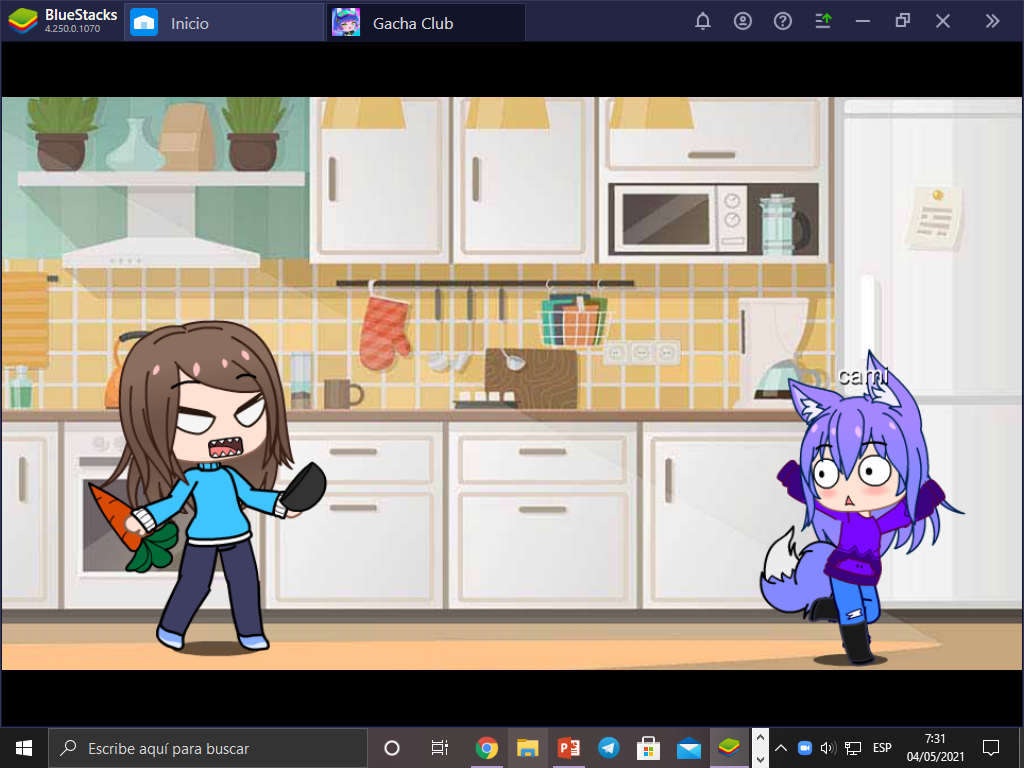 BlueStacks
4.250.0.1070
Inicio
Gacha Club
cami
Escribe aquí para buscar
ESP
7:31
04/05/2021